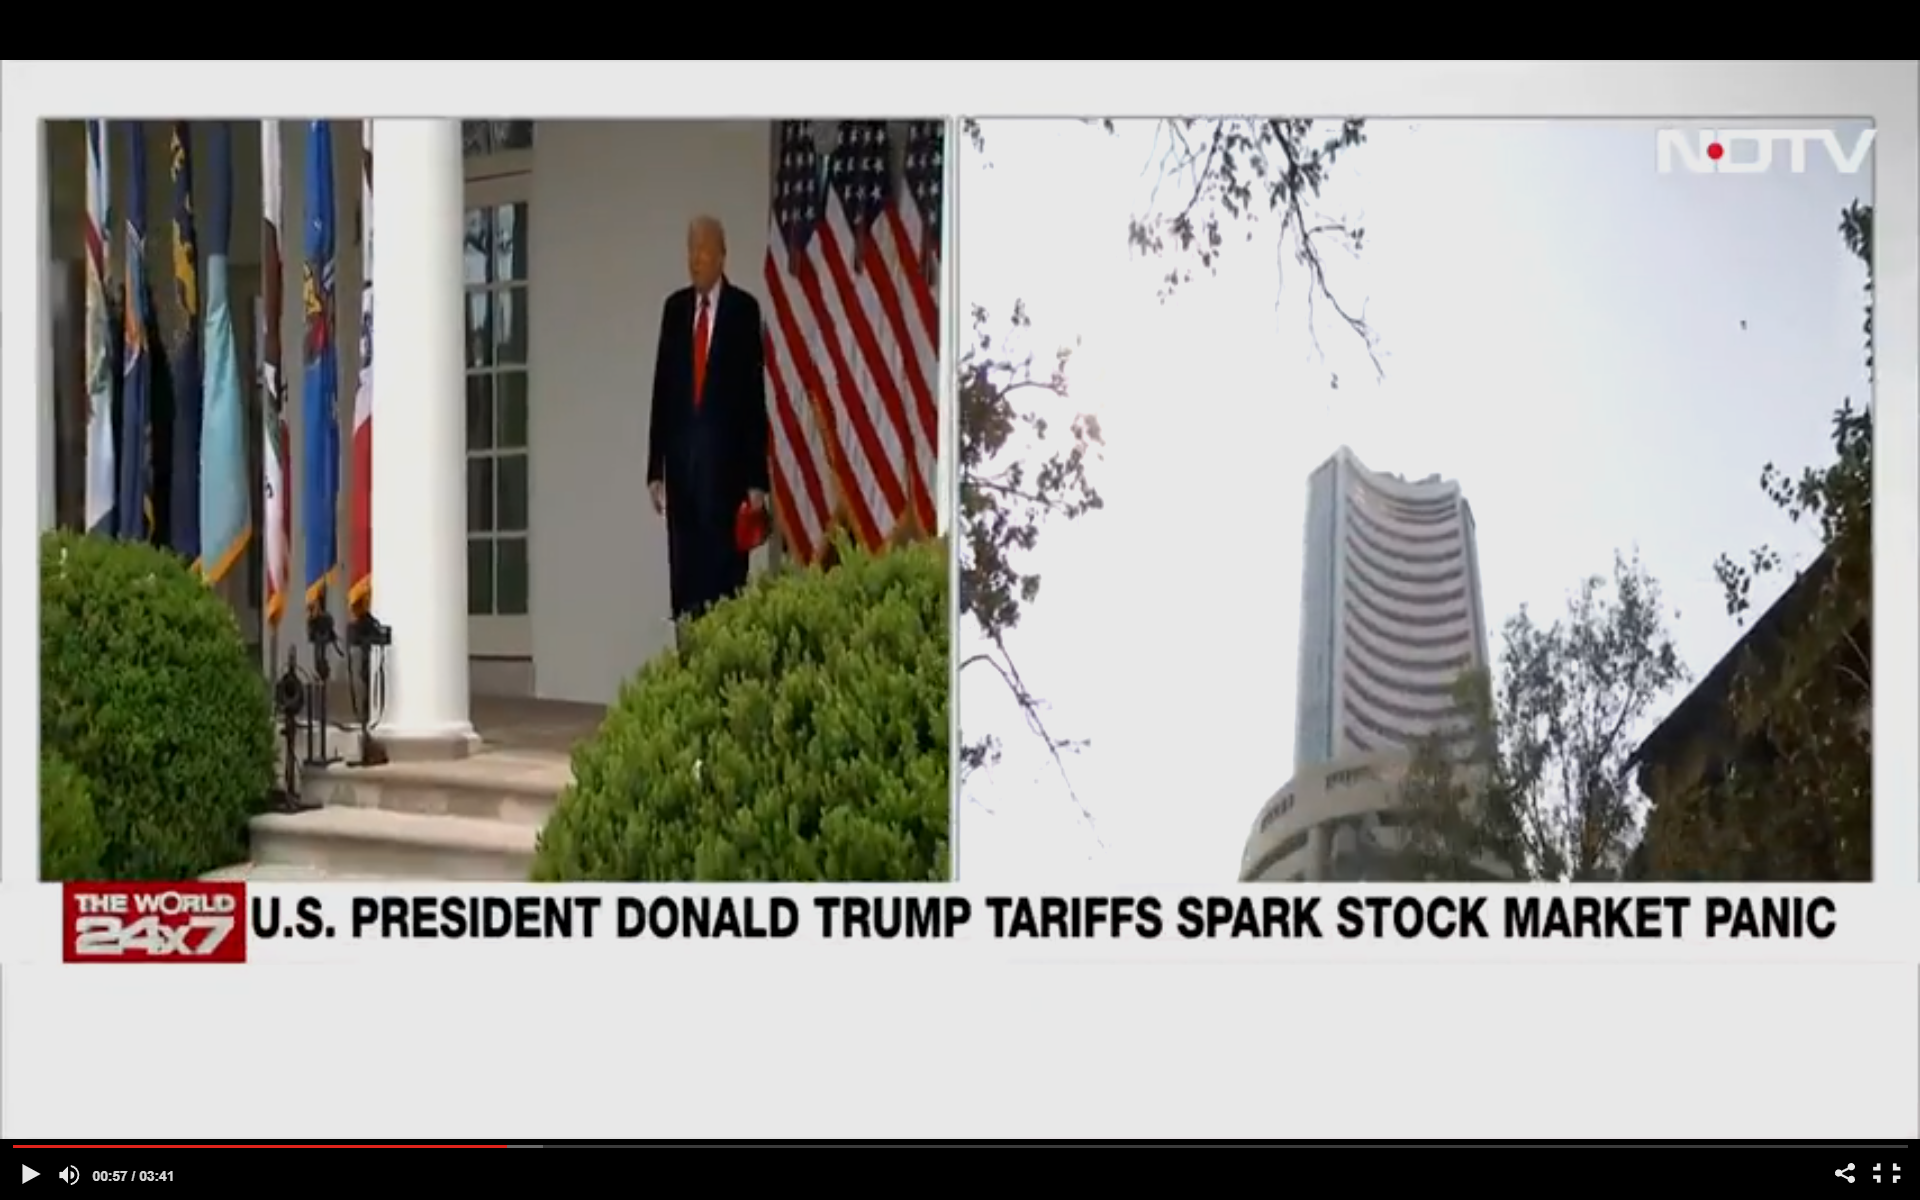 NDTV
THE WORLD
24x7
U.S. PRESIDENT DONALD TRUMP TARIFFS SPARK STOCK MARKET PANIC
00:57 / 03:41